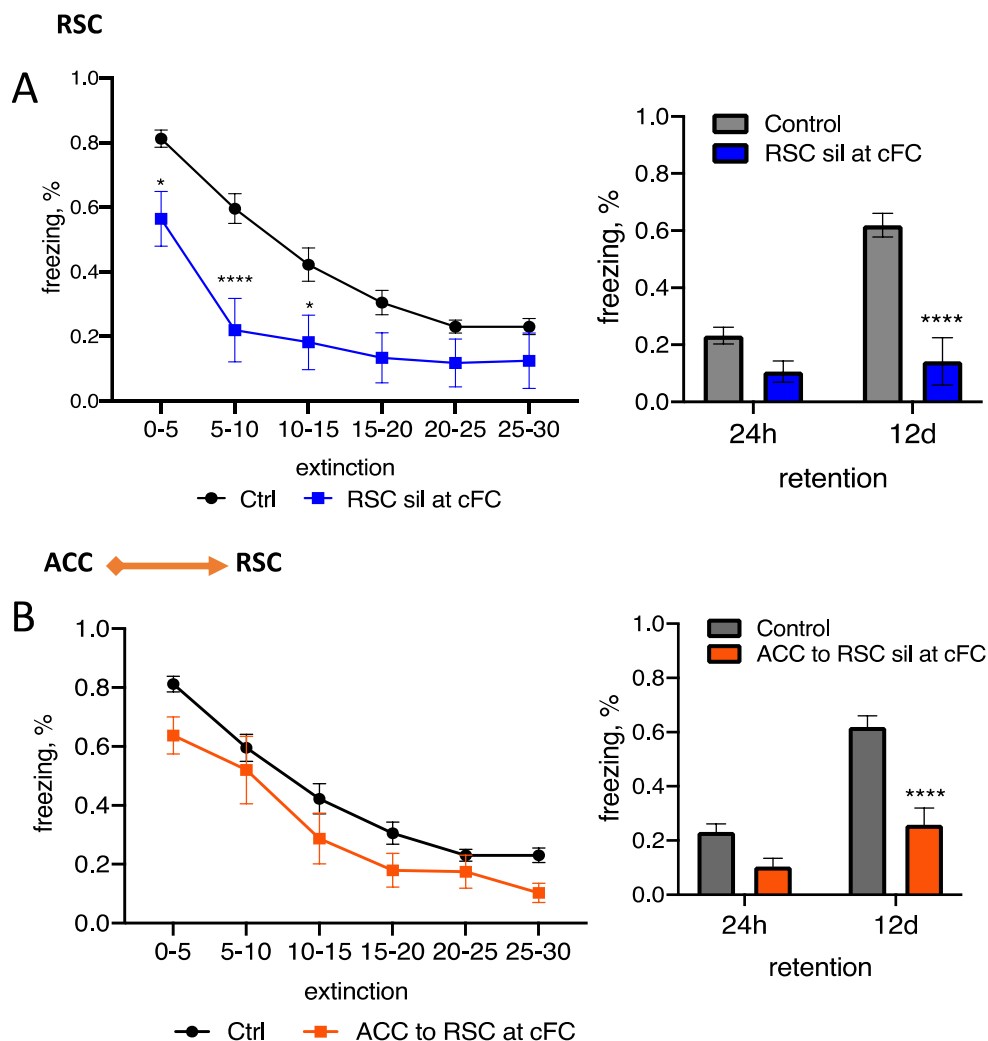 RSC
A
1.0
0.8
0.6
0.4
0.2
0.0
freezing, %
*
****
*
0-5 5-10 10-15 15-20 20-25 25-30
extinction
Ctrl RSC sil at cFC
1.0
0.8
0.6
0.4
0.2
0.0
freezing, %
Control
RSC sil at cFC
****
24h 12d
retention
ACC RSC
B
1.0
0.8
0.6
0.4
0.2
0.0
freezing, %
0-5 5-10 10-15 15-20 20-25 25-30
extinction
Ctrl ACC to RSC at cFC
1.0
0.8
0.6
0.4
0.2
0.0
freezing, %
Control
ACC to RSC sil at cFC
****
24h 12d
retention